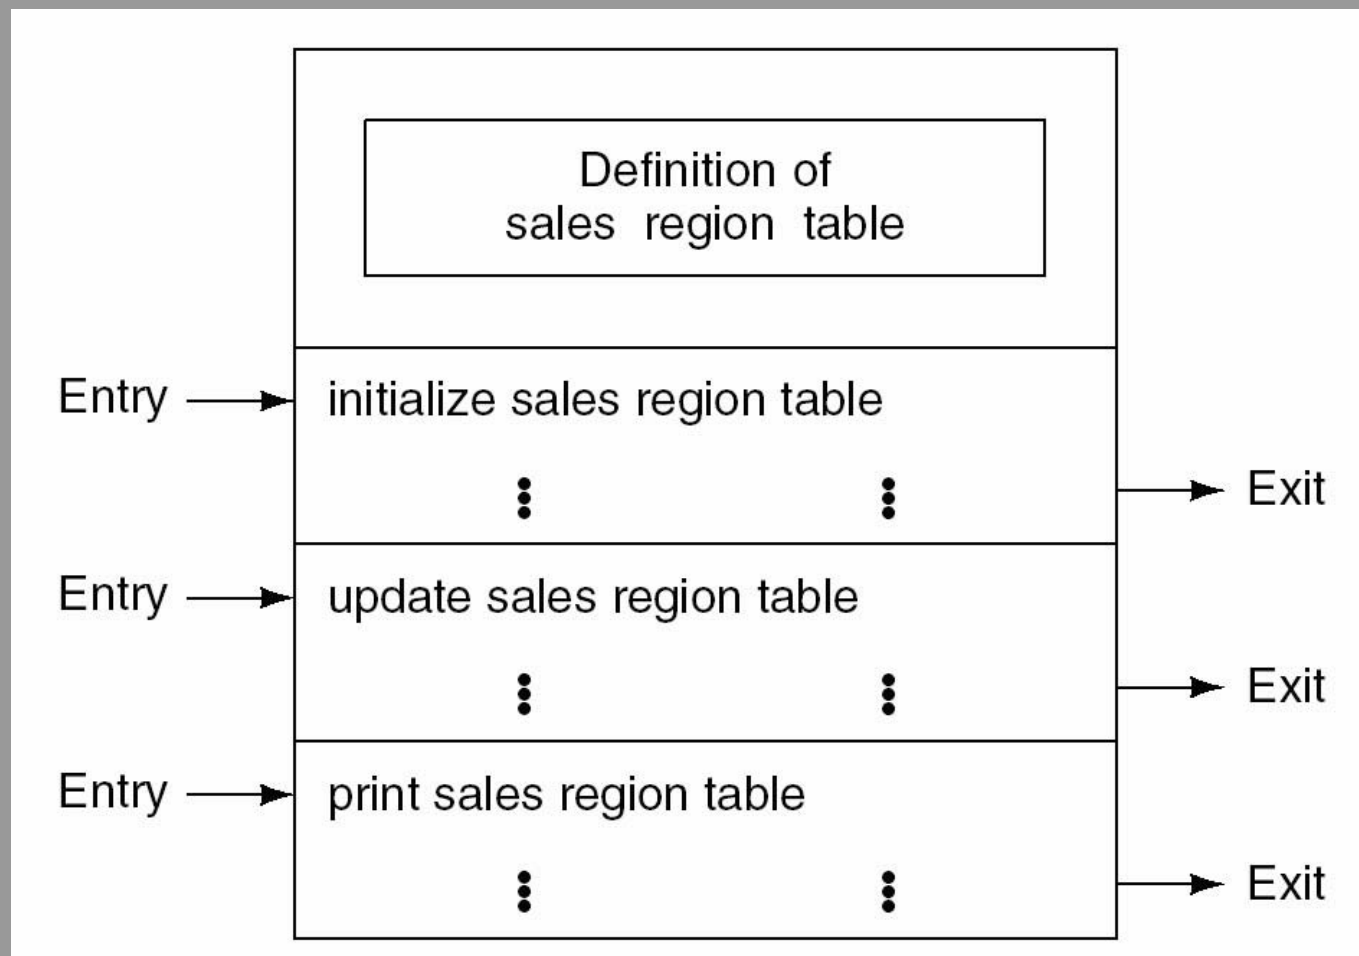 Definition of
sales region table
Entry
initialize sales region table
Exit
Entry
update sales region table
Exit
Entry
print sales region table
Exit